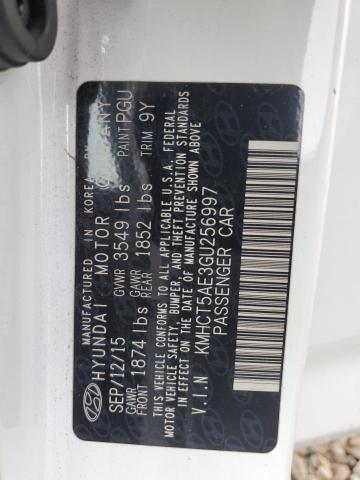 MANUFACTURED IN KOREA BY
HYUNDAI MOTOR COMPANY
SEP/12/15 GVWR 3549 lbs PAINT PGU
GAWR FRONT 1874 lbs GAWR REAR 1852 lbs TRIM 9Y
THIS VEHICLE CONFORMS TO ALL APPLICABLE U.S.A. FEDERAL
MOTOR VEHICLE SAFETY, BUMPER, AND THEFT PREVENTION STANDARDS
IN EFFECT ON THE DATE OF MANUFACTURE SHOWN ABOVE
V.I.N KMHCT5AE3GU256997
PASSENGER CAR